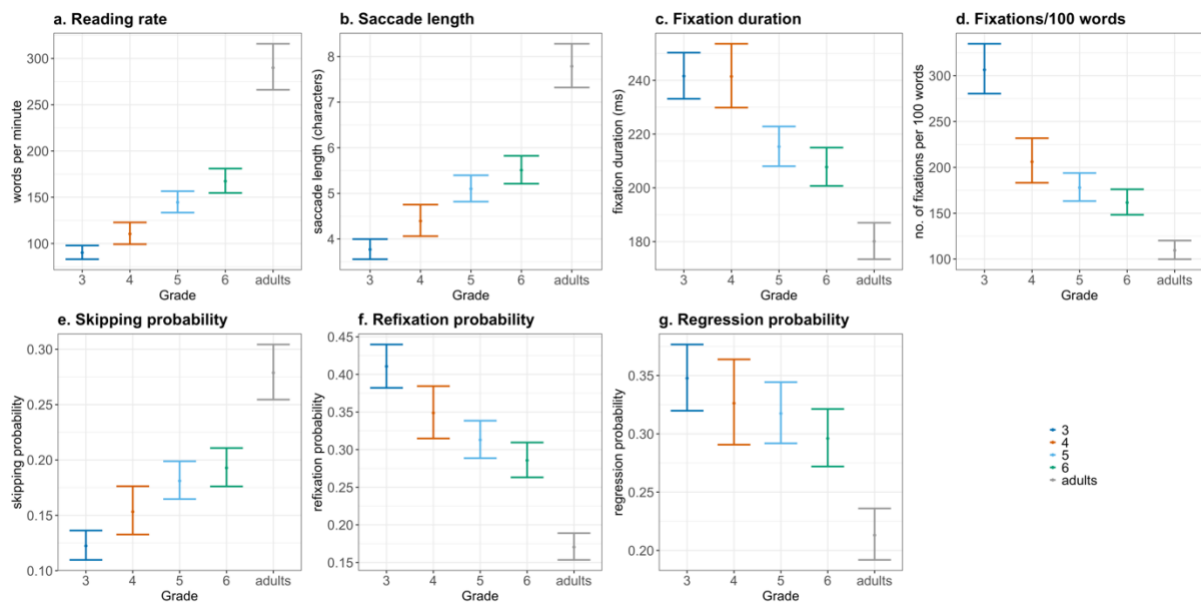 a. Reading rate
words per minute
300
250
200
150
100
3 4 5 6 adults
Grade
b. Saccade length
saccade length (characters)
8
7
6
5
4
3 4 5 6 adults
Grade
c. Fixation duration
fixation duration (ms)
240
220
200
180
3 4 5 6 adults
Grade
d. Fixations/100 words
no. of fixations per 100 words
300
250
200
150
100
3 4 5 6 adults
Grade
e. Skipping probability
skipping probability
0.30
0.25
0.20
0.15
0.10
3 4 5 6 adults
Grade
f. Refixation probability
refixation probability
0.45
0.40
0.35
0.30
0.25
0.20
0.15
3 4 5 6 adults
Grade
g. Regression probability
regression probability
0.35
0.30
0.25
0.20
3 4 5 6 adults
Grade
3
4
5
6
adults